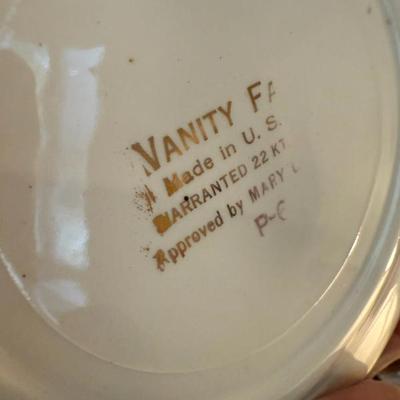 VANITY FA
Made in U. S.
WARRANTED 22 KT
Approved by MARY
P-